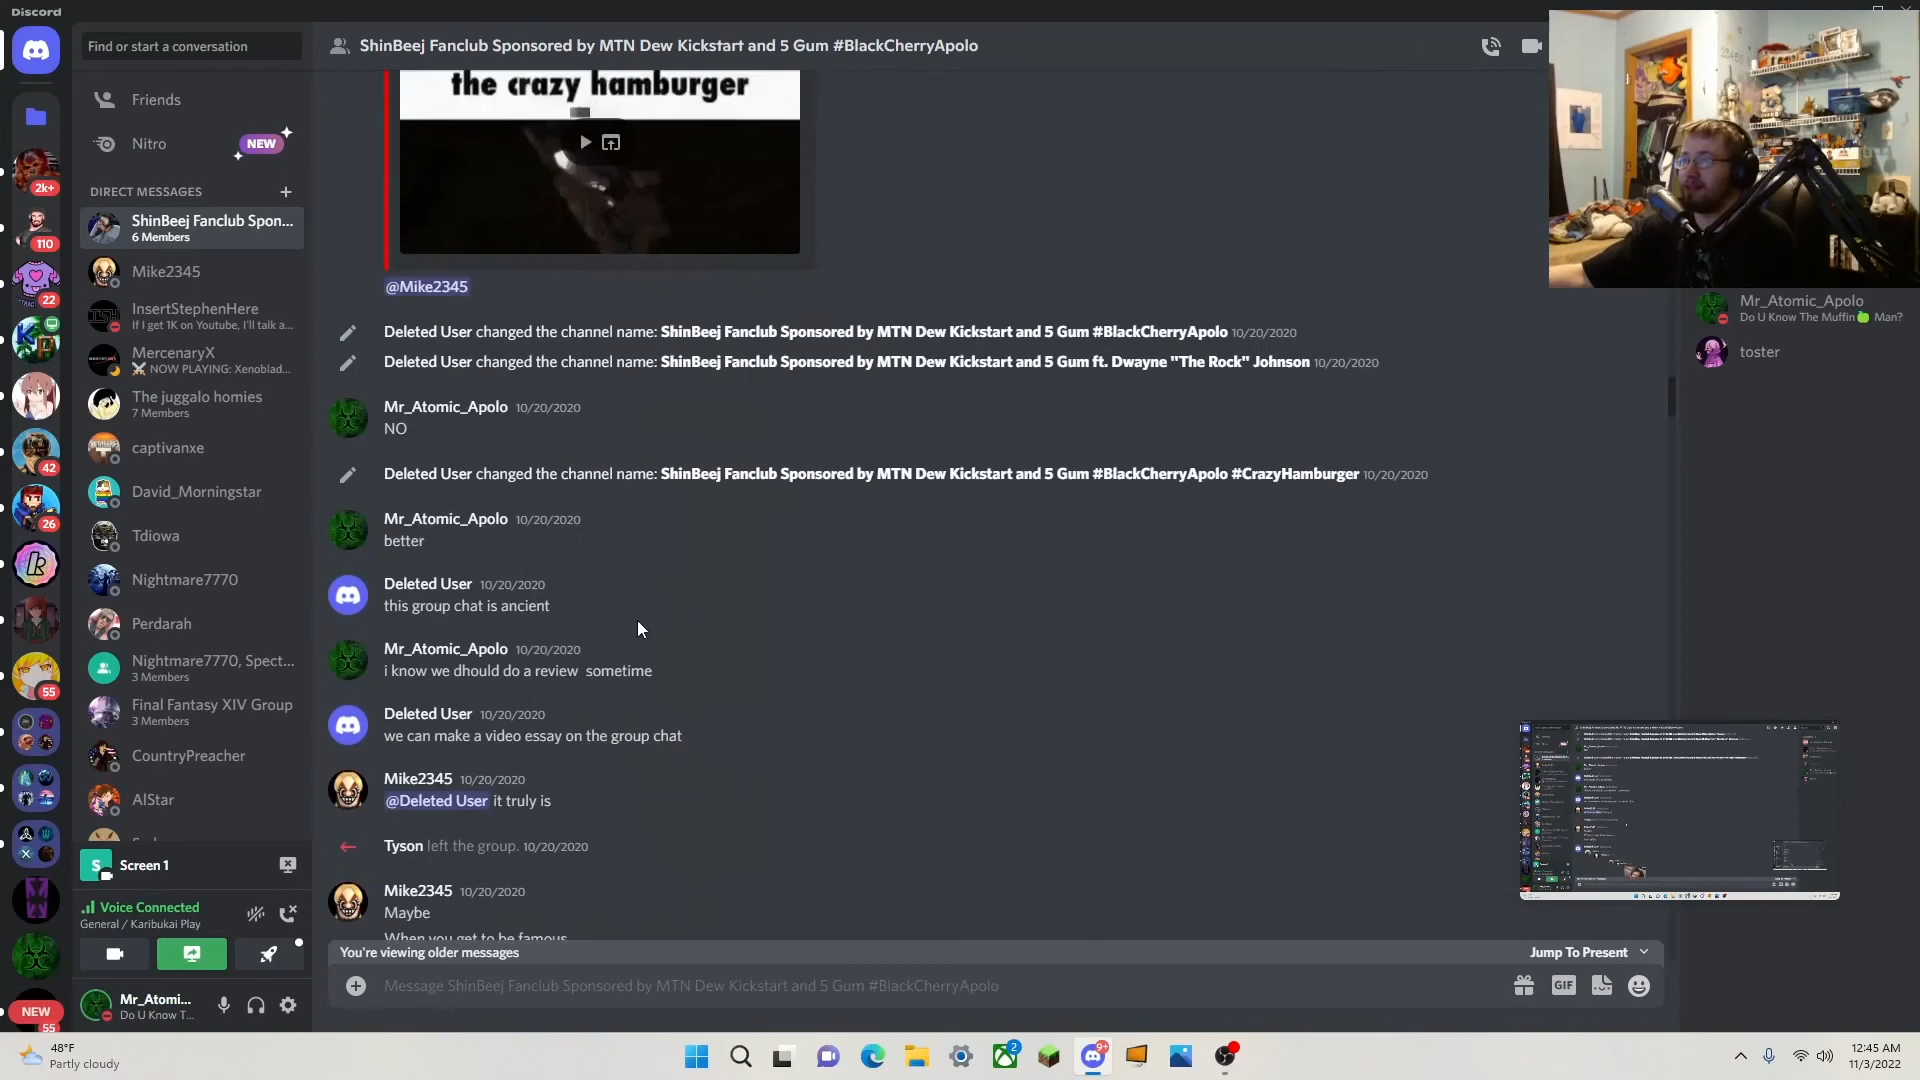 Discord
Find or start a conversation
ShinBeej Fanclub Sponsored by MTN Dew Kickstart and 5 Gum #BlackCherryApolo
Friends
Nitro
NEW
DIRECT MESSAGES
ShinBeej Fanclub Spon...
6 Members
Mike2345
InsertStephenHere
If I get 1K on Youtube, I'll talk a...
MercenaryX
NOW PLAYING: Xenoblad...
The juggalo homies
7 Members
captivanxe
David_Morningstar
Tdiowa
Nightmare7770
Perdarah
Nightmare7770, Spect...
3 Members
Final Fantasy XIV Group
3 Members
CountryPreacher
AlStar
2k+
110
22
42
26
55
NEW
55
Screen 1
Voice Connected
General / Karibukai Play
Mr_Atomi...
Do U Know T...
the crazy hamburger
@Mike2345
Deleted User changed the channel name: ShinBeej Fanclub Sponsored by MTN Dew Kickstart and 5 Gum #BlackCherryApolo 10/20/2020
Deleted User changed the channel name: ShinBeej Fanclub Sponsored by MTN Dew Kickstart and 5 Gum ft. Dwayne "The Rock" Johnson 10/20/2020
Mr_Atomic_Apolo 10/20/2020
NO
Deleted User changed the channel name: ShinBeej Fanclub Sponsored by MTN Dew Kickstart and 5 Gum #BlackCherryApolo #CrazyHamburger 10/20/2020
Mr_Atomic_Apolo 10/20/2020
better
Deleted User 10/20/2020
this group chat is ancient
Mr_Atomic_Apolo 10/20/2020
i know we dhould do a review sometime
Deleted User 10/20/2020
we can make a video essay on the group chat
Mike2345 10/20/2020
@Deleted User it truly is
Tyson left the group. 10/20/2020
Mike2345 10/20/2020
Maybe
When you get to be famous
You're viewing older messages
Jump To Present
Message ShinBeej Fanclub Sponsored by MTN Dew Kickstart and 5 Gum #BlackCherryApolo
GIF
Mr_Atomic_Apolo
Do U Know The Muffin🍏 Man?
toster
48°F
Partly cloudy
2
9+
12:45 AM
11/3/2022